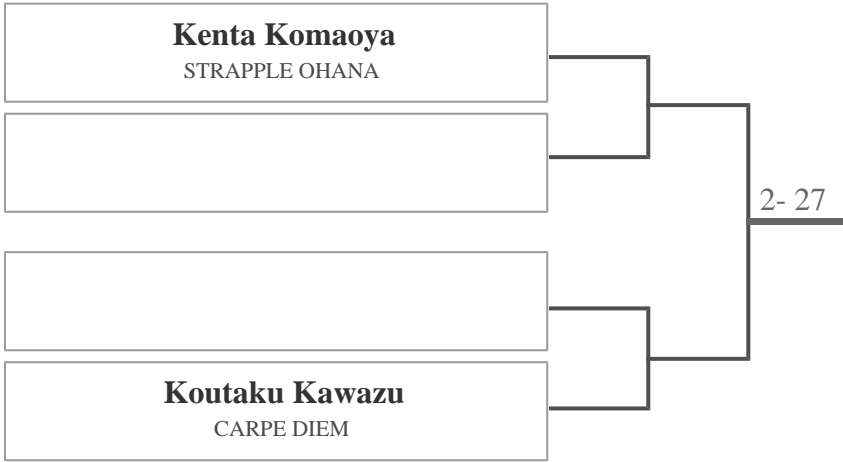 Kenta Komaoya
STRAPPLE OHANA
2- 27
Koutaku Kawazu
CARPE DIEM